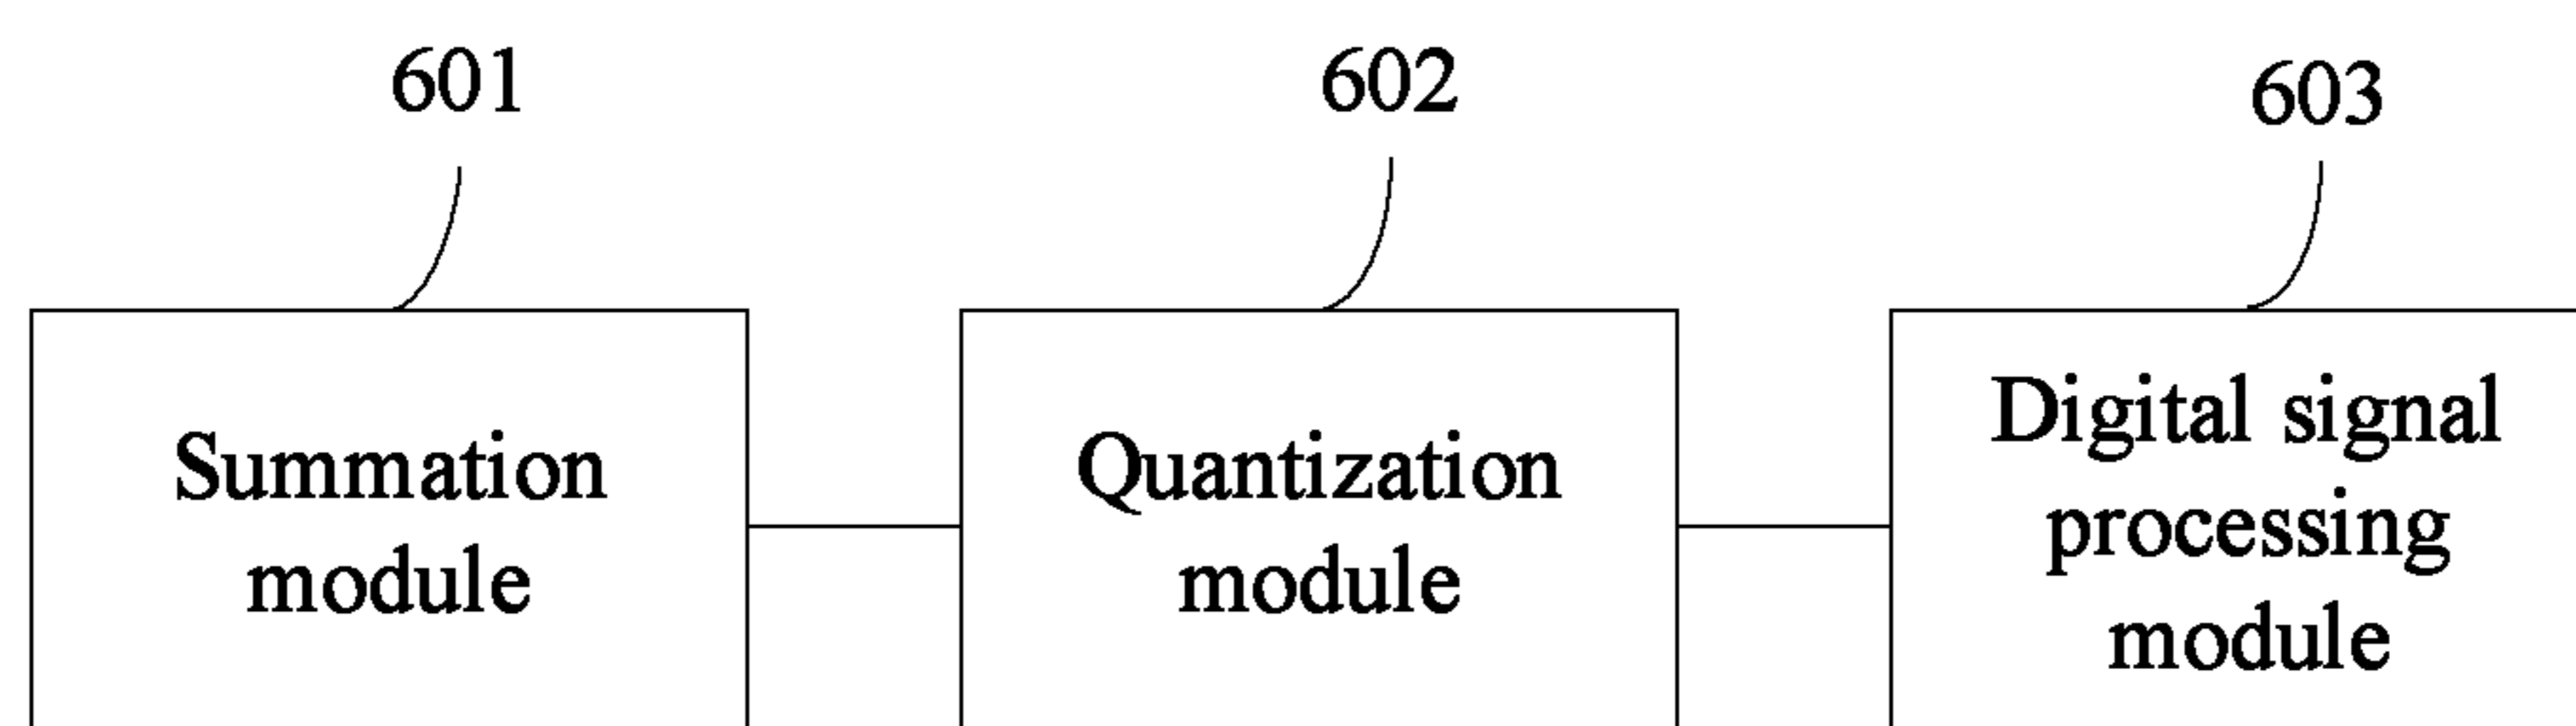 601
602
603
Summation
module
Quantization
module
Digital signal
processing
module